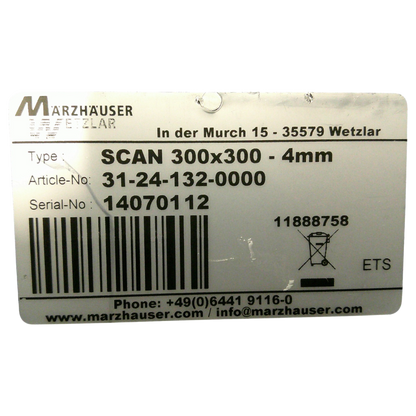 MARZHAUSER
WETZLAR
In der Murch 15 - 35579 Wetzlar
Type : SCAN 300x300 - 4mm
Article-No: 31-24-132-0000
Serial-No : 14070112
11888758
ETS
Phone: +49(0)6441 9116-0
www.marzhauser.com / info@marzhauser.com